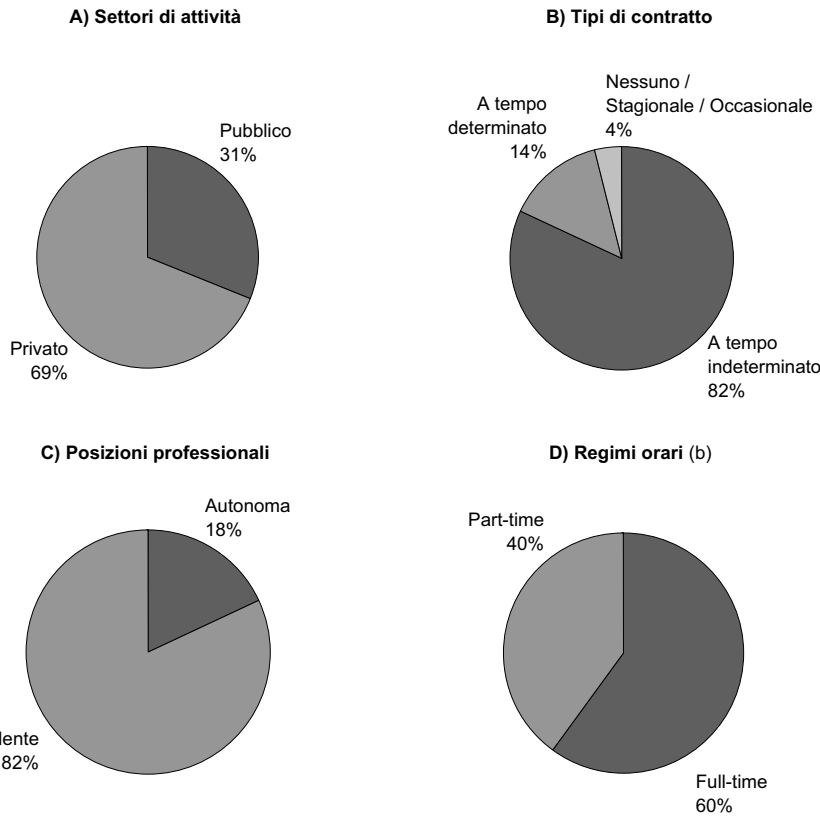 A) Settori di attività
Pubblico
31%
Privato
69%
B) Tipi di contratto
Nessuno /
Stagionale / Occasionale
4%
A tempo
determinato
14%
A tempo
indeterminato
82%
C) Posizioni professionali
Autonoma
18%
82%
D) Regimi orari (b)
Part-time
40%
Full-time
60%